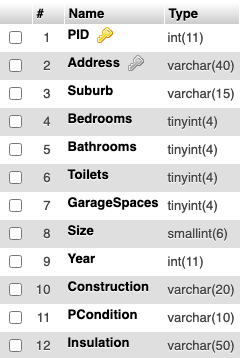 # Name Type
1 PID int(11)
2 Address varchar(40)
3 Suburb varchar(15)
4 Bedrooms tinyint(4)
5 Bathrooms tinyint(4)
6 Toilets tinyint(4)
7 GarageSpaces tinyint(4)
8 Size smallint(6)
9 Year int(11)
10 Construction varchar(20)
11 PCondition varchar(10)
12 Insulation varchar(50)